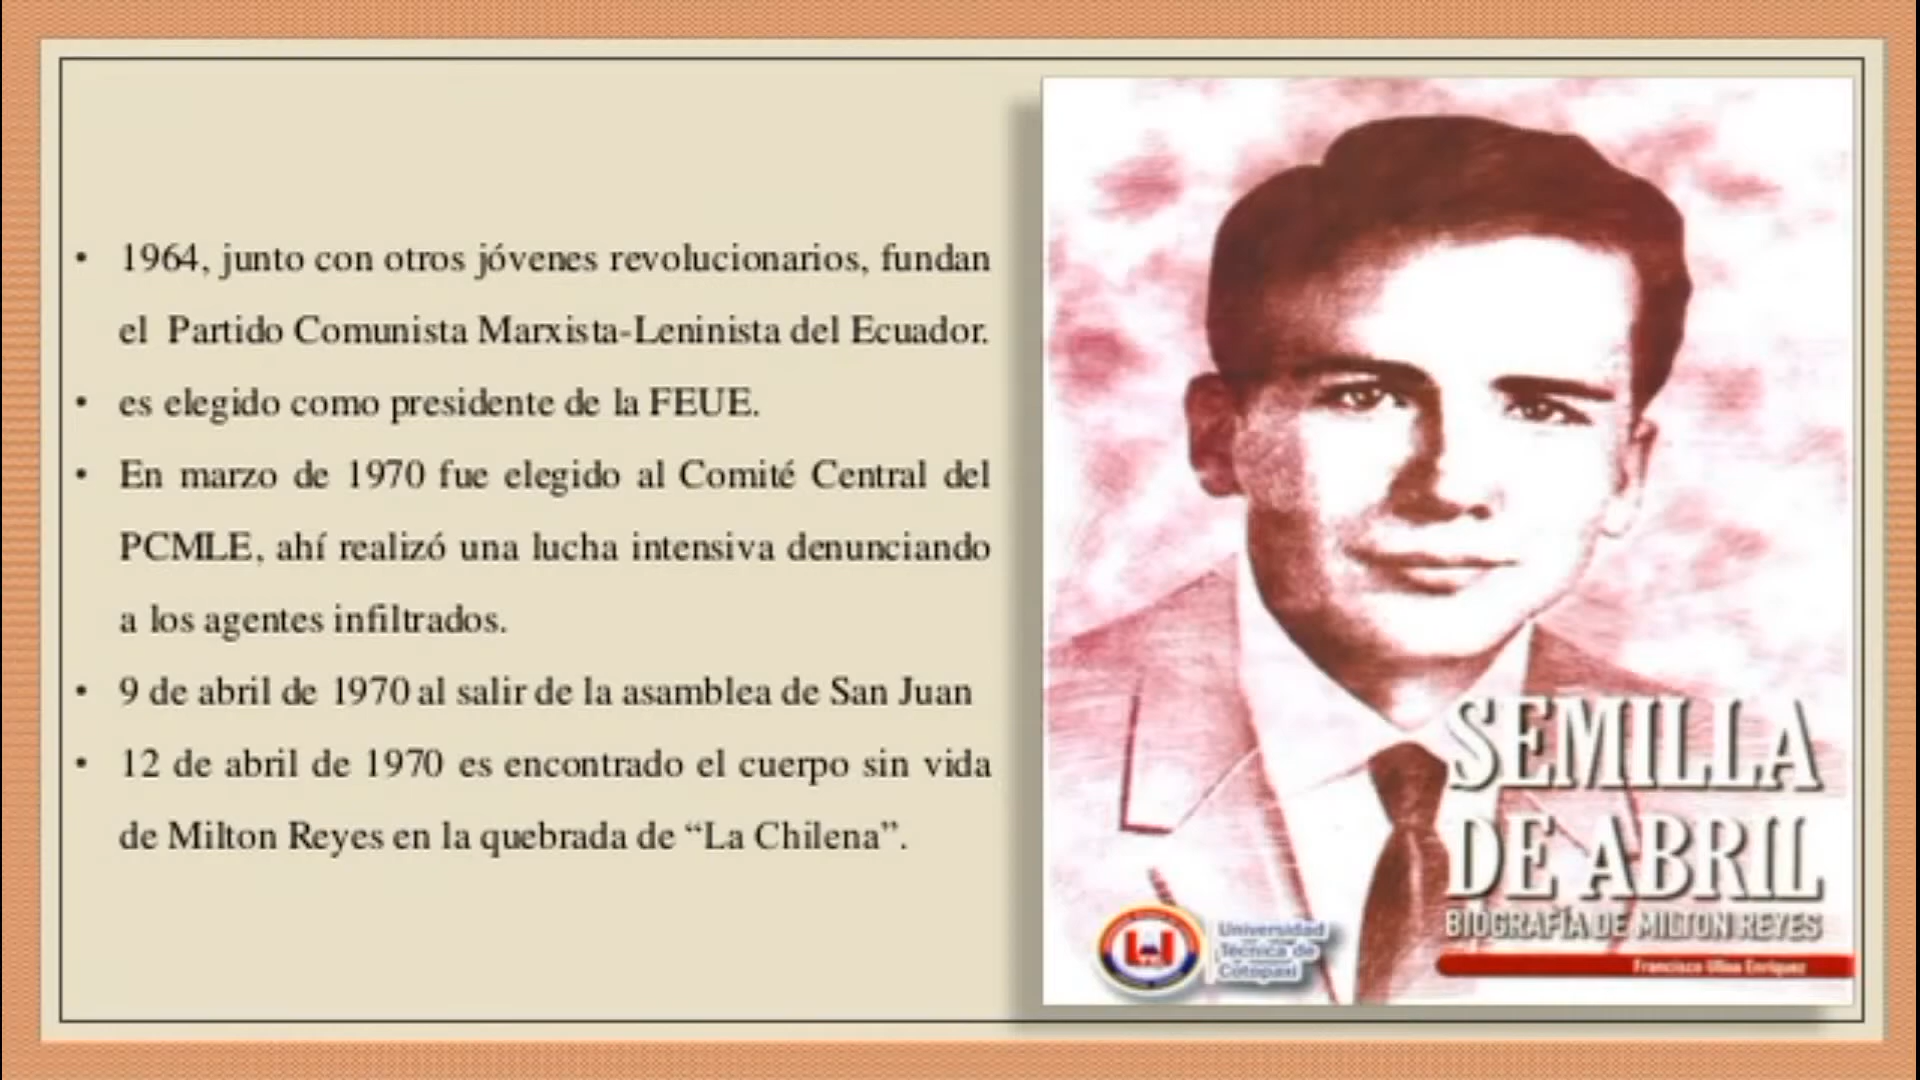 • 1964, junto con otros jóvenes revolucionarios, fundan
el Partido Comunista Marxista-Leninista del Ecuador.
• es elegido como presidente de la FEUE.
• En marzo de 1970 fue elegido al Comité Central del
PCMLE, ahí realizó una lucha intensiva denunciando
a los agentes infiltrados.
• 9 de abril de 1970 al salir de la asamblea de San Juan
• 12 de abril de 1970 es encontrado el cuerpo sin vida
de Milton Reyes en la quebrada de “La Chilena”.
SEMILLA
DE ABRIL
BIOGRAFÍA DE MILTON REYES
Francisco Ulloa Enríquez
Universidad
Técnica de
Cotopaxi